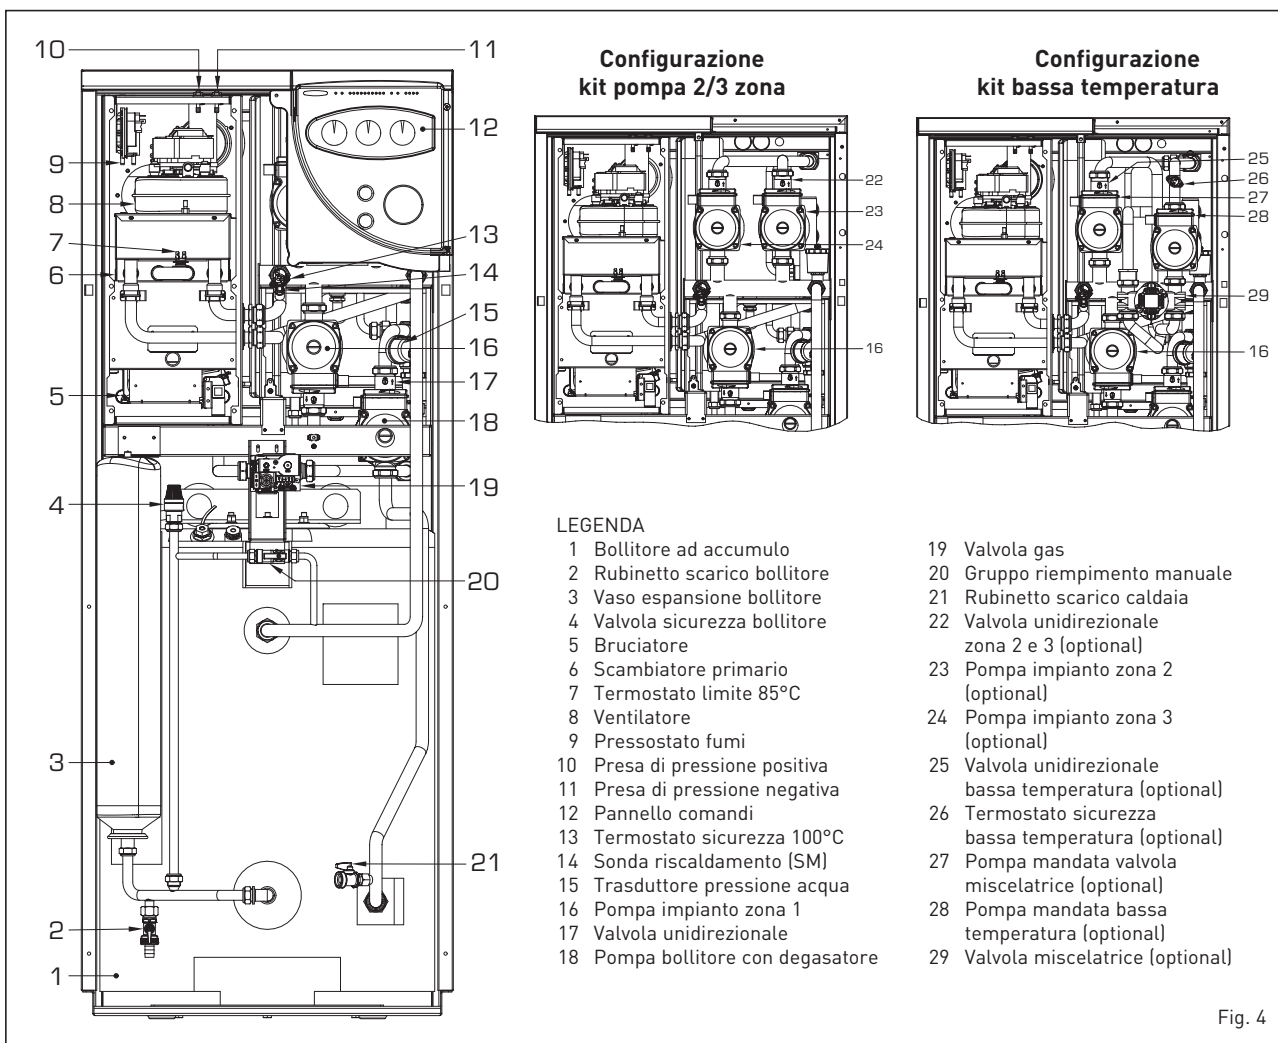 10
11
12
9
8
7
6
13
14
15
16
5
17
18
4
19
20
3
21
2
1
Configurazione
kit pompa 2/3 zona
22
23
24
16
Configurazione
kit bassa temperatura
25
26
27
28
29
16
LEGENDA
1 Bollitore ad accumulo
2 Rubinetto scarico bollitore
3 Vaso espansione bollitore
4 Valvola sicurezza bollitore
5 Bruciatore
6 Scambiatore primario
7 Termostato limite 85°C
8 Ventilatore
9 Pressostato fumi
10 Presa di pressione positiva
11 Presa di pressione negativa
12 Pannello comandi
13 Termostato sicurezza 100°C
14 Sonda riscaldamento (SM)
15 Trasduttore pressione acqua
16 Pompa impianto zona 1
17 Valvola unidirezionale
18 Pompa bollitore con degasatore
19 Valvola gas
20 Gruppo riempimento manuale
21 Rubinetto scarico caldaia
22 Valvola unidirezionale
zona 2 e 3 (optional)
23 Pompa impianto zona 2
(optional)
24 Pompa impianto zona 3
(optional)
25 Valvola unidirezionale
bassa temperatura (optional)
26 Termostato sicurezza
bassa temperatura (optional)
27 Pompa mandata valvola
miscelatrice (optional)
28 Pompa mandata bassa
temperatura (optional)
29 Valvola miscelatrice (optional)
Fig. 4